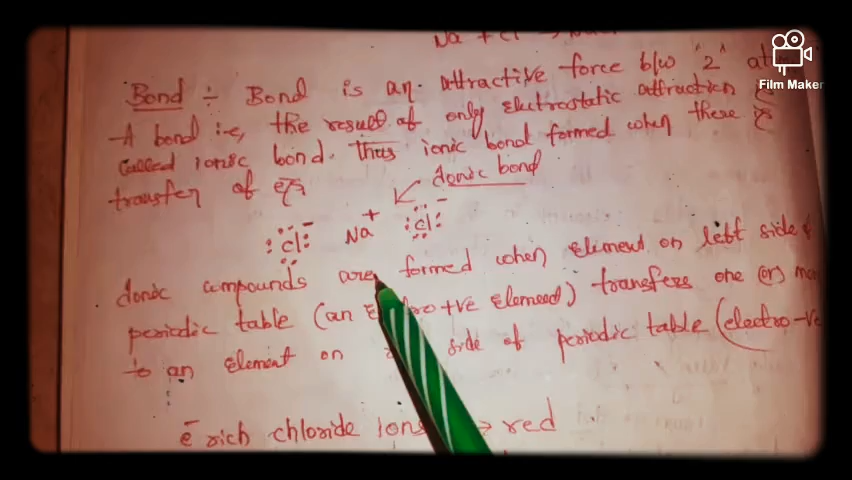 Na + Cl →
Film Maker
Bond ÷ Bond is an attractive force b/w "2" at
A bond i.e, the result of only electrostatic attraction is
called ionic bond. Thus ionic bond formed when there is
transfer of e⁻s.
Ionic bond
Cl⁻ Na⁺ Cl⁻
Ionic compounds are formed when element on left side of
periodic table (an +ve element) transfers one (or) mo
to an element on side of periodic table (electro -ve
e⁻ rich chloride ions → red